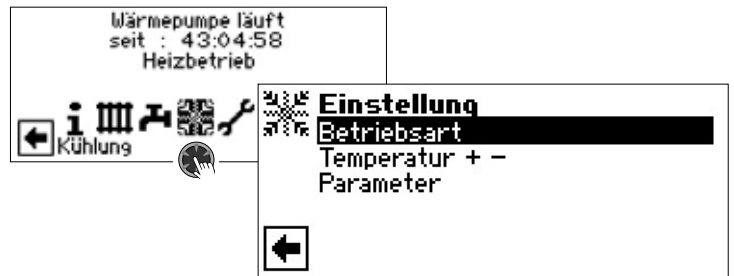 Wärmepumpe läuft
seit : 43:04:58
Heizbetrieb
Kühlung
Einstellung
Betriebsart
Temperatur + −
Parameter